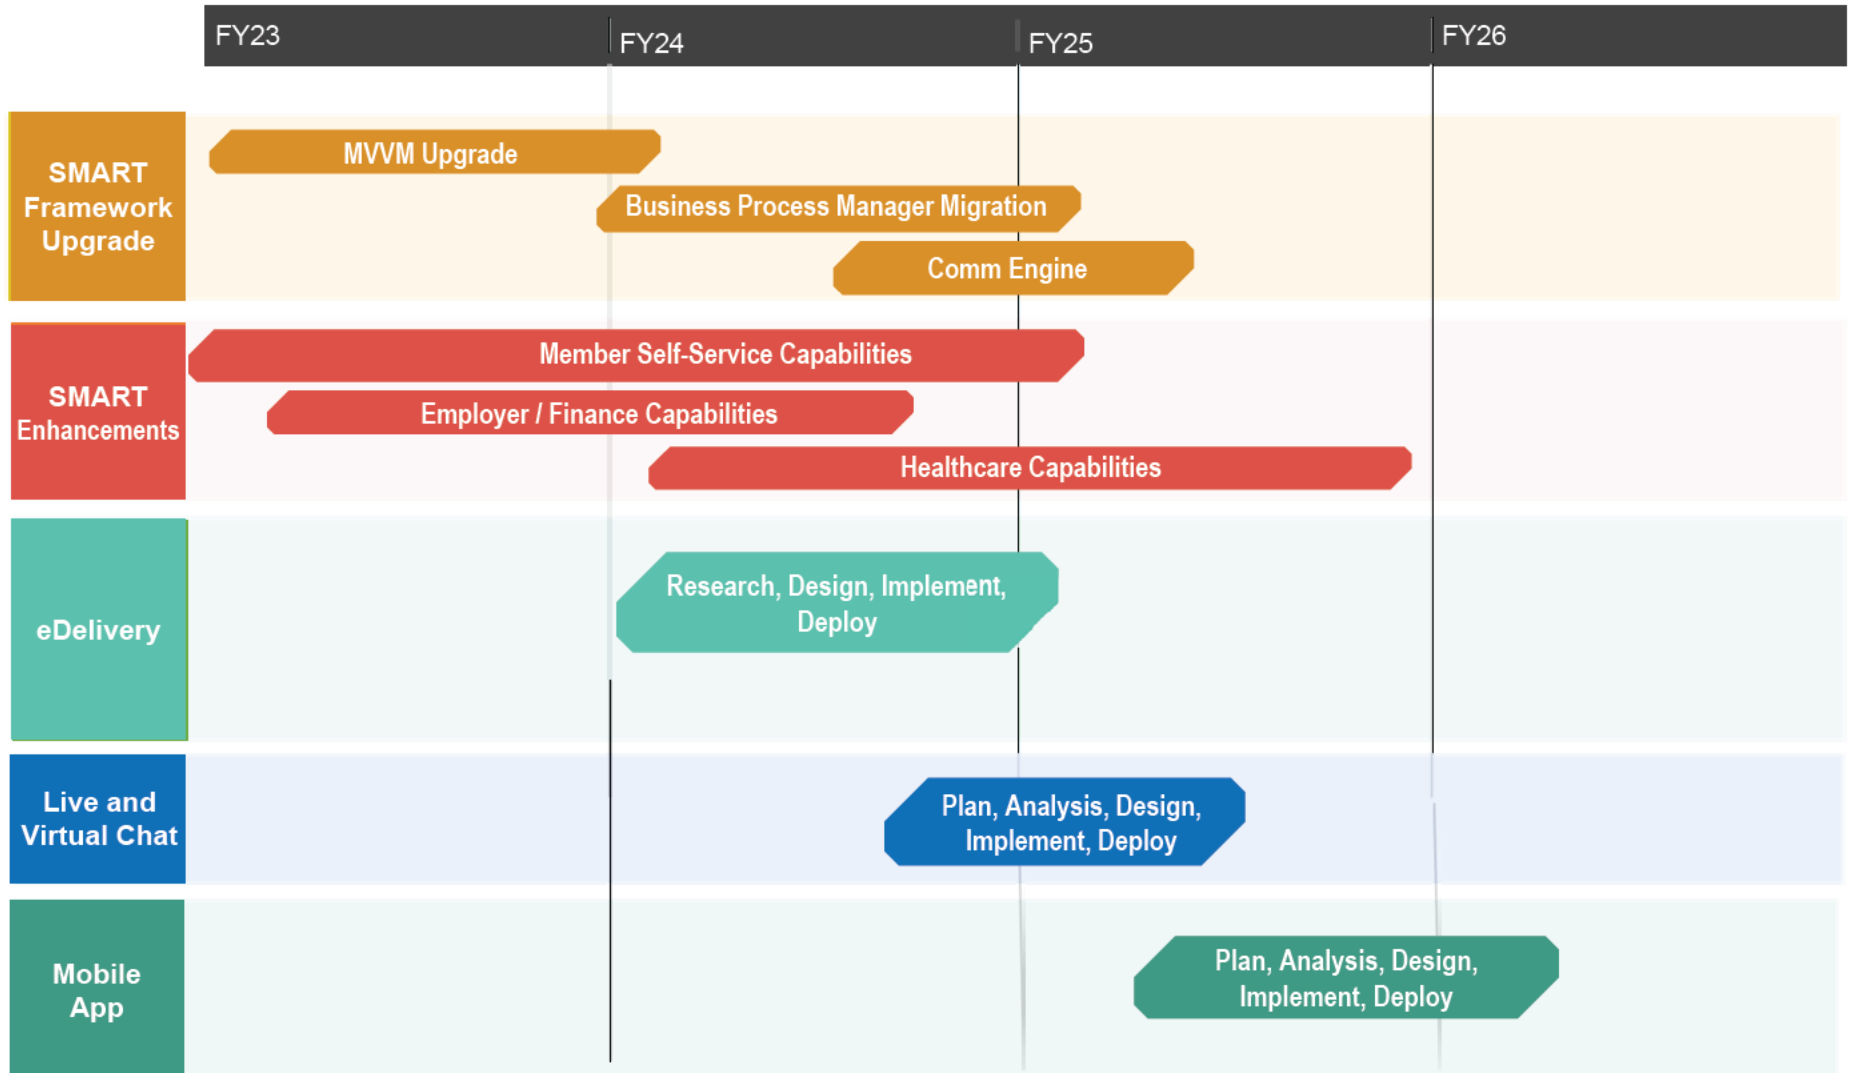 FY23
FY24
FY25
FY26
SMART
Framework
Upgrade
MVVM Upgrade
Business Process Manager Migration
Comm Engine
SMART
Enhancements
Member Self-Service Capabilities
Employer / Finance Capabilities
Healthcare Capabilities
eDelivery
Research, Design, Implement,
Deploy
Live and
Virtual Chat
Plan, Analysis, Design,
Implement, Deploy
Mobile
App
Plan, Analysis, Design,
Implement, Deploy